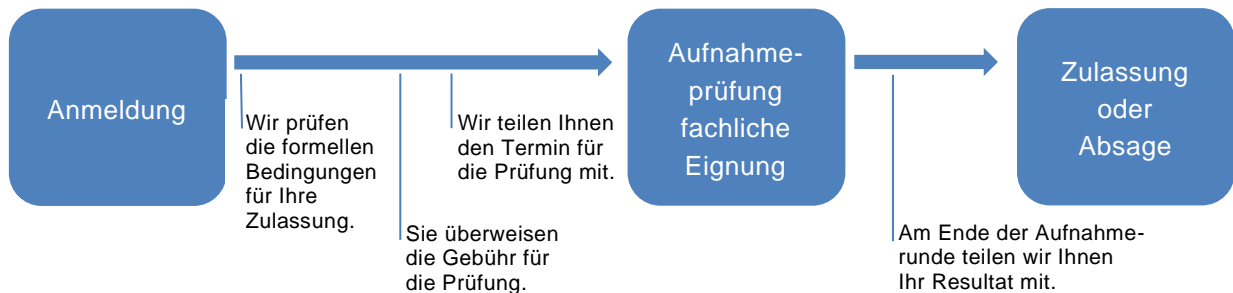 Anmeldung
Wir prüfen
die formellen
Bedingungen
für Ihre
Zulassung.
Sie überweisen
die Gebühr für
die Prüfung.
Wir teilen Ihnen
den Termin für
die Prüfung mit.
Aufnahme-
prüfung
fachliche
Eignung
Am Ende der Aufnahme-
runde teilen wir Ihnen
Ihr Resultat mit.
Zulassung
oder
Absage